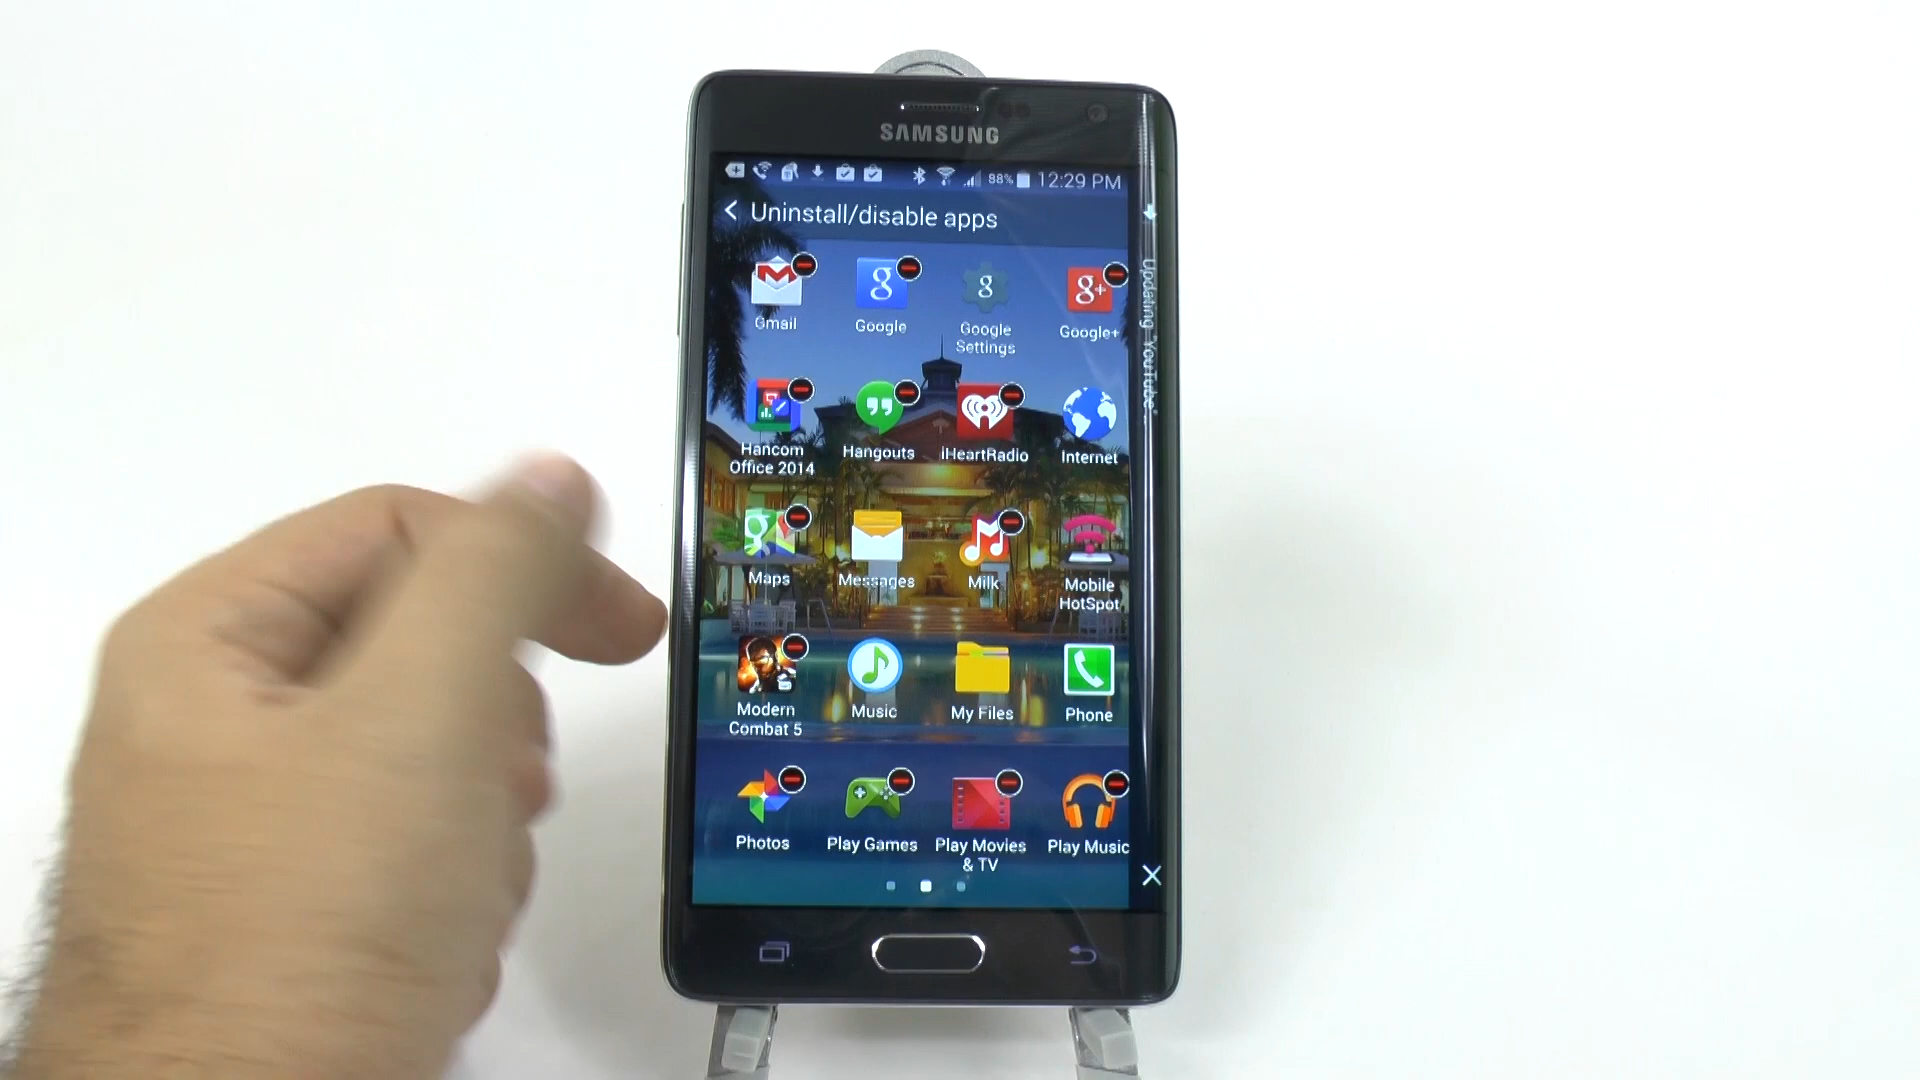 SAMSUNG
88% 12:29 PM
Uninstall/disable apps
Gmail
Google
Google
Settings
Google+
Hancom
Office 2014
Hangouts
iHeartRadio
Internet
Maps
Messages
Milk
Mobile
HotSpot
Modern
Combat 5
Music
My Files
Phone
Photos
Play Games
Play Movies
& TV
Play Music
Updating "YouTube"...